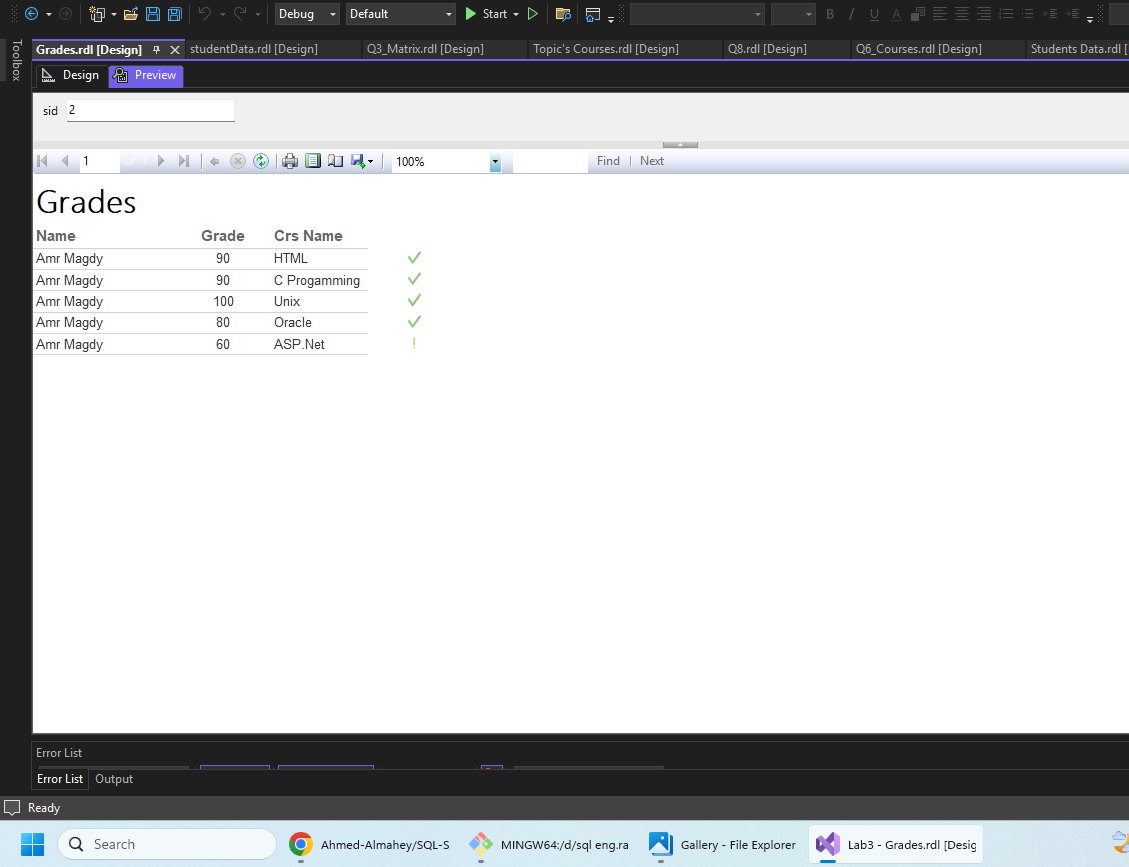 Debug Default Start
Toolbox
Grades.rdl [Design] studentData.rdl [Design] Q3_Matrix.rdl [Design] Topic's Courses.rdl [Design] Q8.rdl [Design] Q6_Courses.rdl [Design] Students Data.rdl [
Design Preview
sid 2
1 of 100% Find Next
Grades
Name Grade Crs Name
Amr Magdy 90 HTML
Amr Magdy 90 C Progamming
Amr Magdy 100 Unix
Amr Magdy 80 Oracle
Amr Magdy 60 ASP.Net
Error List
Error List Output
Ready
Search Ahmed-Almahey/SQL-S MINGW64:/d/sql eng.ra Gallery - File Explorer Lab3 - Grades.rdl [Desig